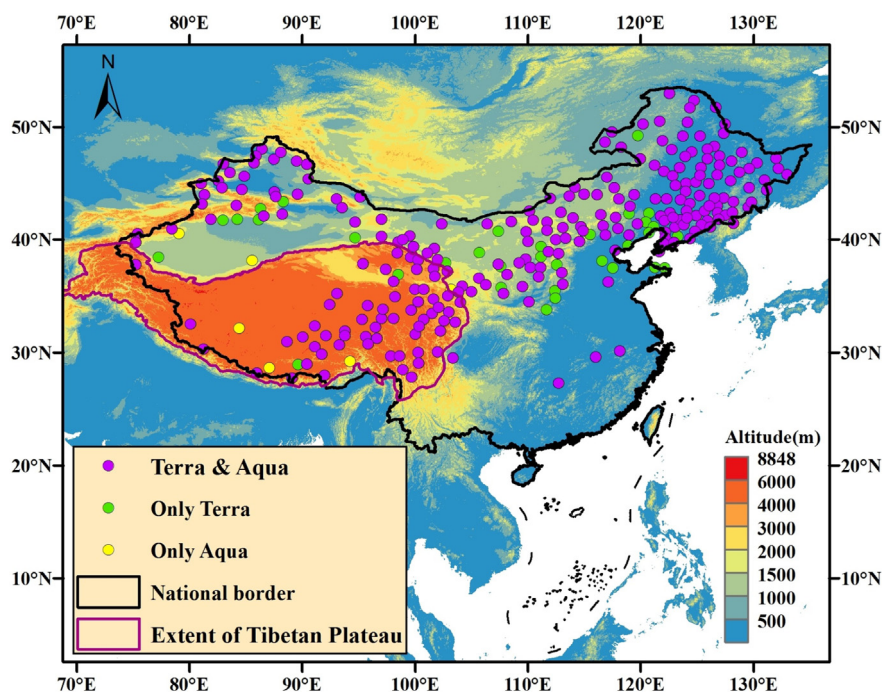 70°E 80°E 90°E 100°E 110°E 120°E 130°E
N
50°N 50°N
40°N 40°N
30°N 30°N
20°N 20°N
10°N 10°N
Terra & Aqua
Only Terra
Only Aqua
National border
Extent of Tibetan Plateau
Altitude(m)
8848
6000
4000
3000
2000
1500
1000
500
70°E 80°E 90°E 100°E 110°E 120°E 130°E